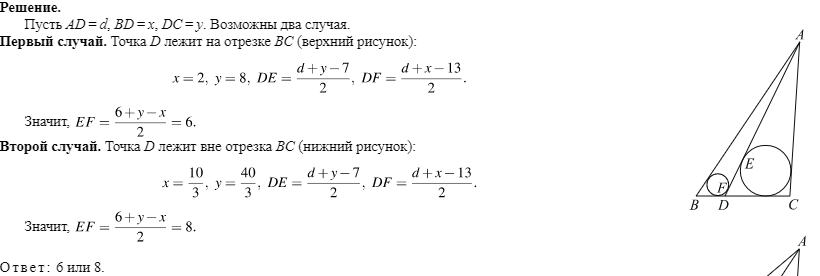 Решение.
Пусть AD = d, BD = x, DC = y. Возможны два случая.
Первый случай. Точка D лежит на отрезке BC (верхний рисунок):
x = 2, y = 8, DE = \frac{d+y-7}{2}, DF = \frac{d+x-13}{2}.
Значит, EF = \frac{6+y-x}{2} = 6.
Второй случай. Точка D лежит вне отрезка BC (нижний рисунок):
x = \frac{10}{3}, y = \frac{40}{3}, DE = \frac{d+y-7}{2}, DF = \frac{d+x-13}{2}.
Значит, EF = \frac{6+y-x}{2} = 8.
Ответ: 6 или 8.
A
E
F
B D C
A